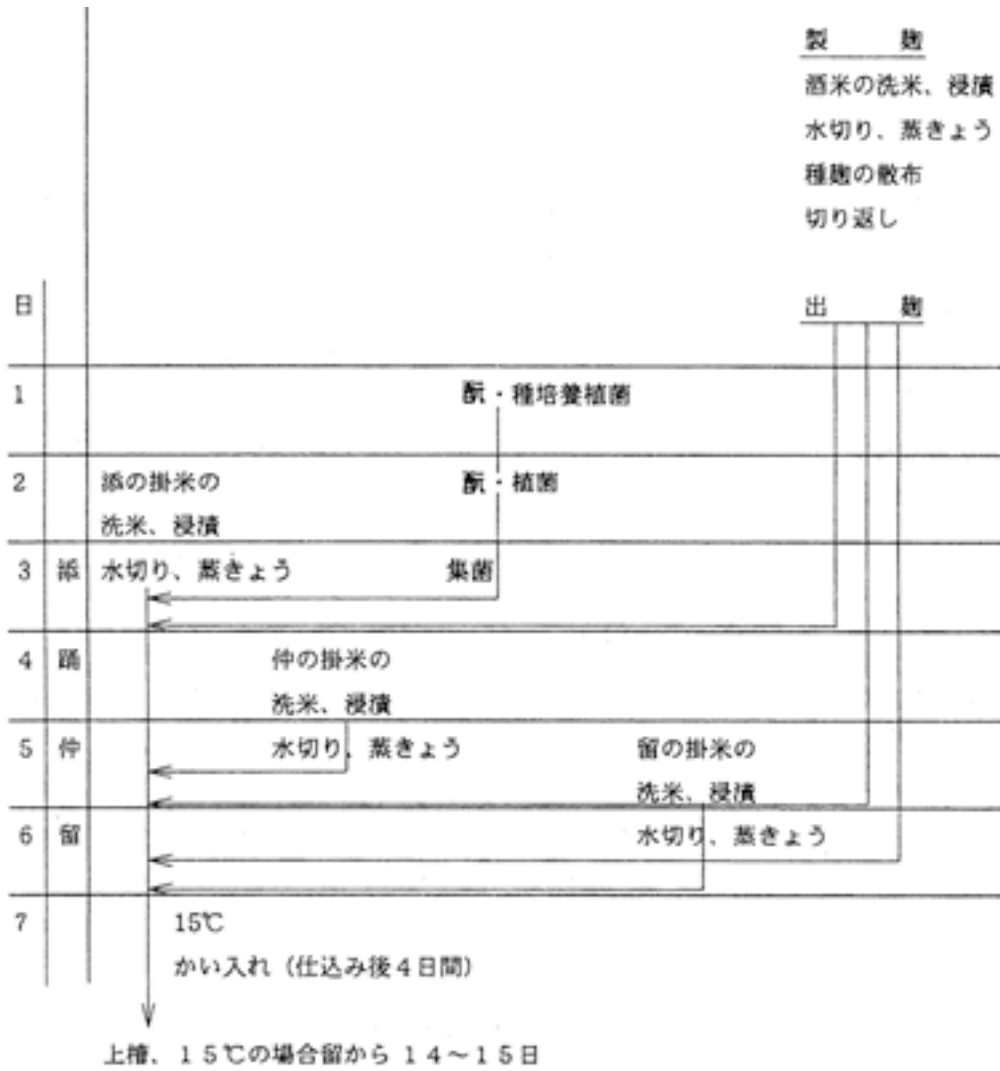 製 麹
酒米の洗米、浸漬
水切り、蒸きょう
種麹の散布
切り返し
日
出 麹
1
酛・種培養植菌
2
添の掛米の
洗米、浸漬
酛・植菌
3 添 水切り、蒸きょう 集菌
4 踊 仲の掛米の
洗米、浸漬
5 仲 水切り、蒸きょう 留の掛米の
洗米、浸漬
6 留 水切り、蒸きょう
7 15℃
かい入れ（仕込み後4日間）
上槽、15℃の場合留から 14～15日